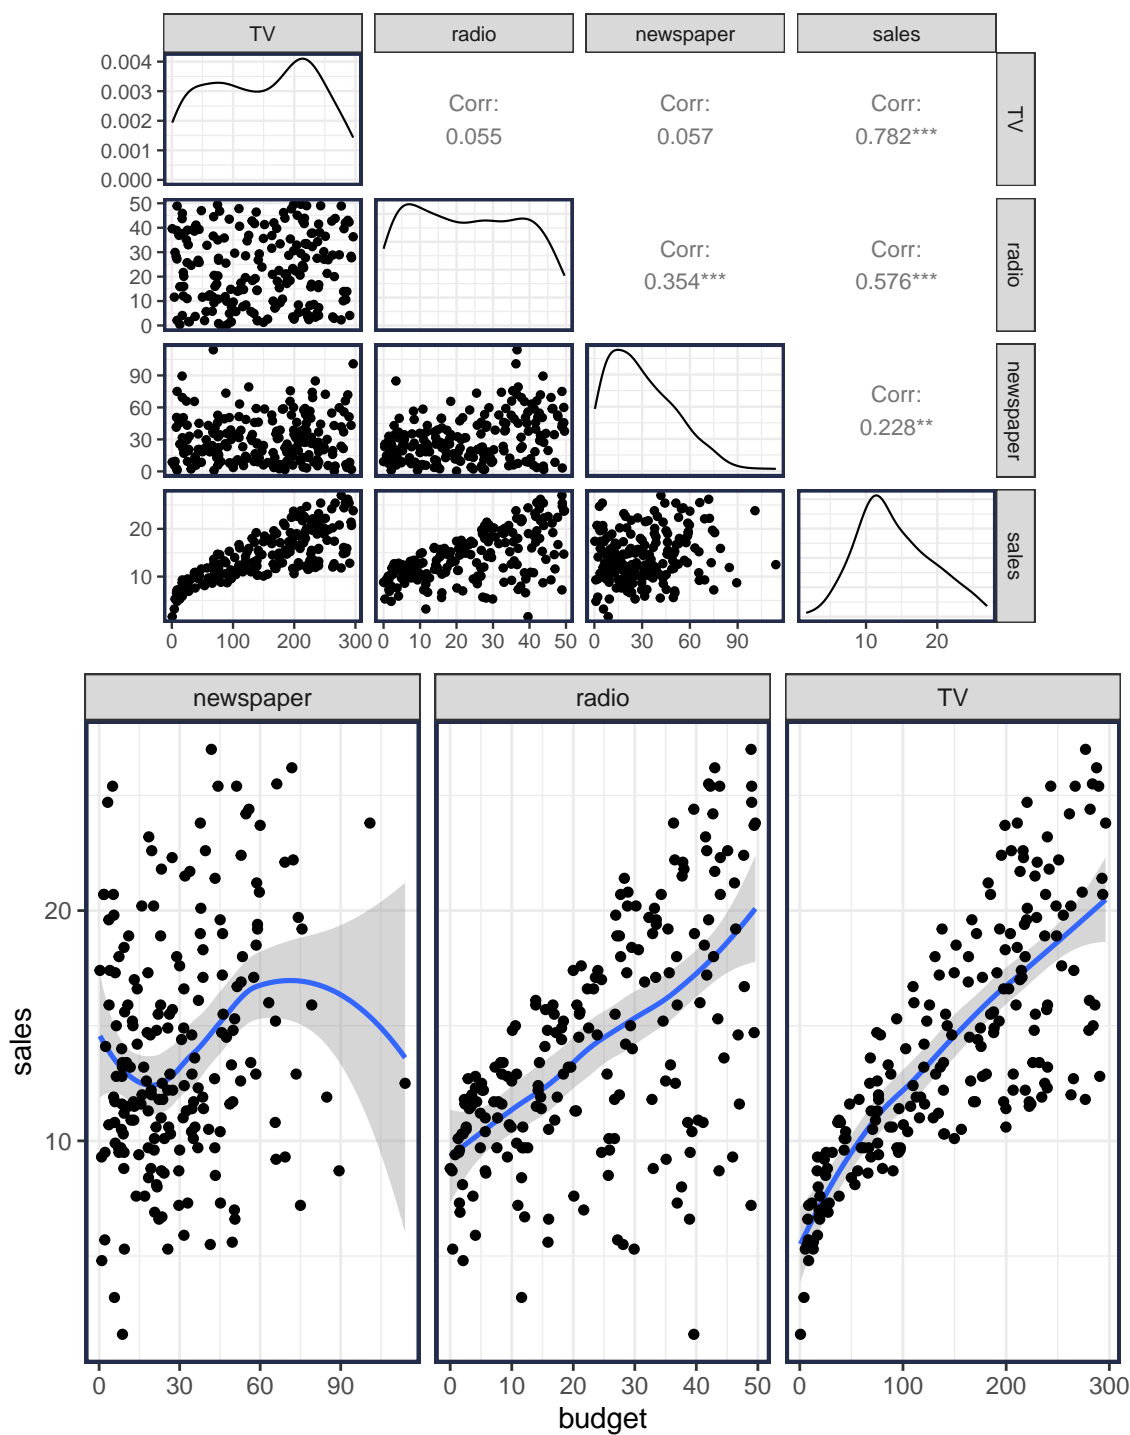 TV radio newspaper sales
0.004
0.003
0.002
0.001
0.000
Corr:
0.055
Corr:
0.057
Corr:
0.782***
TV
50
40
30
20
10
0
Corr:
0.354***
Corr:
0.576***
radio
90
60
30
0
Corr:
0.228**
newspaper
20
10
sales
0 100 200 300 0 10 20 30 40 50 0 30 60 90 10 20
newspaper radio TV
sales
20
10
0 30 60 90 0 10 20 30 40 50 0 100 200 300
budget